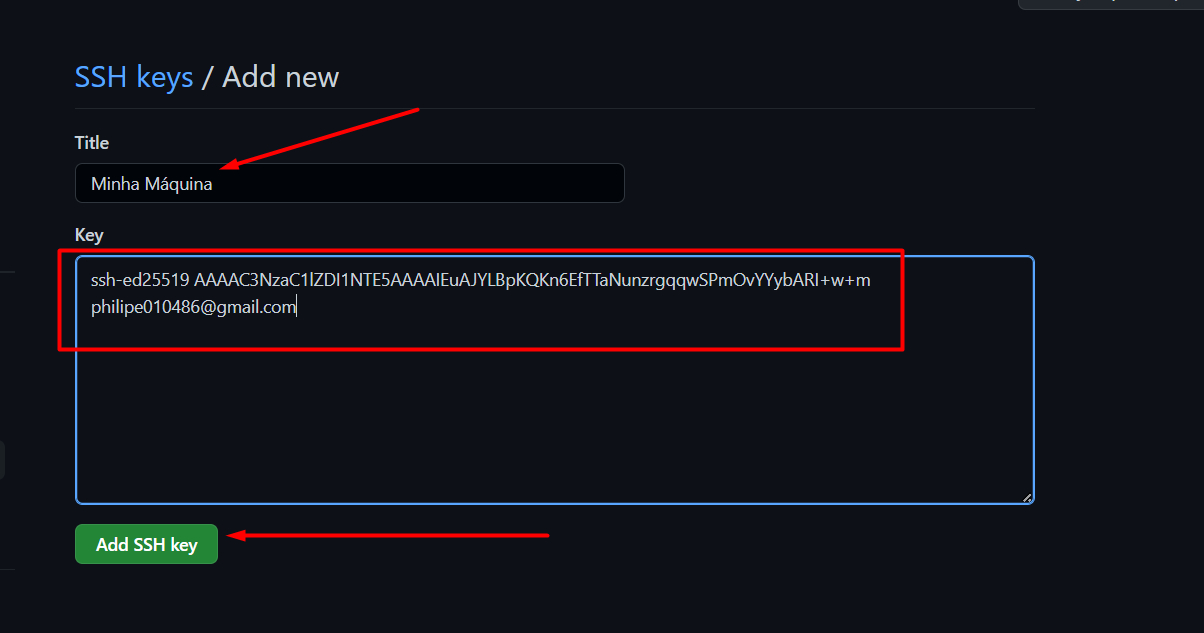 SSH keys / Add new
Title
Minha Máquina
Key
ssh-ed25519 AAAAC3NzaC1lZDI1NTE5AAAAIEuAJYLBpKQKn6EfTTaNunzrgqqwSPmOvYYybARI+w+m
philipe010486@gmail.com
Add SSH key